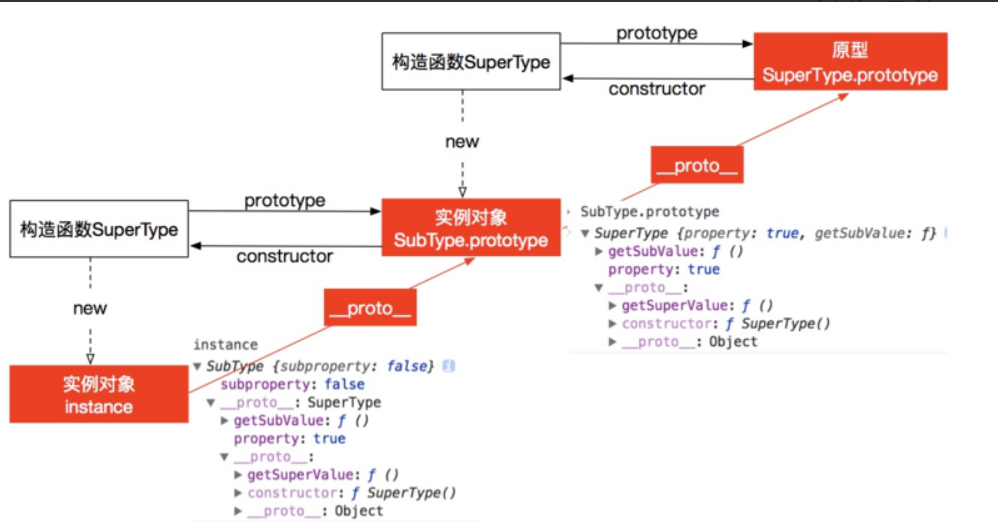 prototype
构造函数SuperType
原型
SuperType.prototype
constructor
new
__proto__
prototype
构造函数SuperType
实例对象
SubType.prototype
constructor
SubType.prototype
▼ SuperType {property: true, getSubValue: ƒ}
▶ getSubValue: ƒ ()
property: true
▼ __proto__:
▶ getSuperValue: ƒ ()
▶ constructor: ƒ SuperType()
▶ __proto__: Object
new
__proto__
实例对象
instance
instance
▼ SubType {subproperty: false} i
subproperty: false
▼ __proto__: SuperType
▶ getSubValue: ƒ ()
property: true
▼ __proto__:
▶ getSuperValue: ƒ ()
▶ constructor: ƒ SuperType()
▶ __proto__: Object